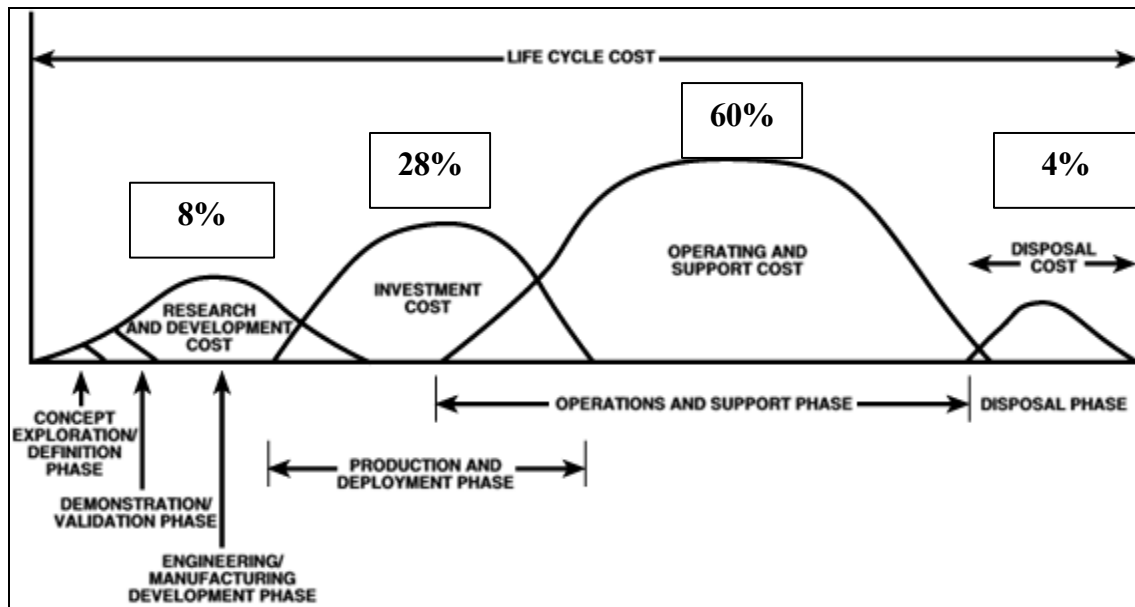 LIFE CYCLE COST
60%
28%
4%
8%
DISPOSAL
COST
OPERATING AND
SUPPORT COST
INVESTMENT
COST
RESEARCH
AND DEVELOPMENT
COST
CONCEPT
EXPLORATION/
DEFINITION
PHASE
OPERATIONS AND SUPPORT PHASE
DISPOSAL PHASE
PRODUCTION AND
DEPLOYMENT PHASE
DEMONSTRATION/
VALIDATION PHASE
ENGINEERING/
MANUFACTURING
DEVELOPMENT PHASE